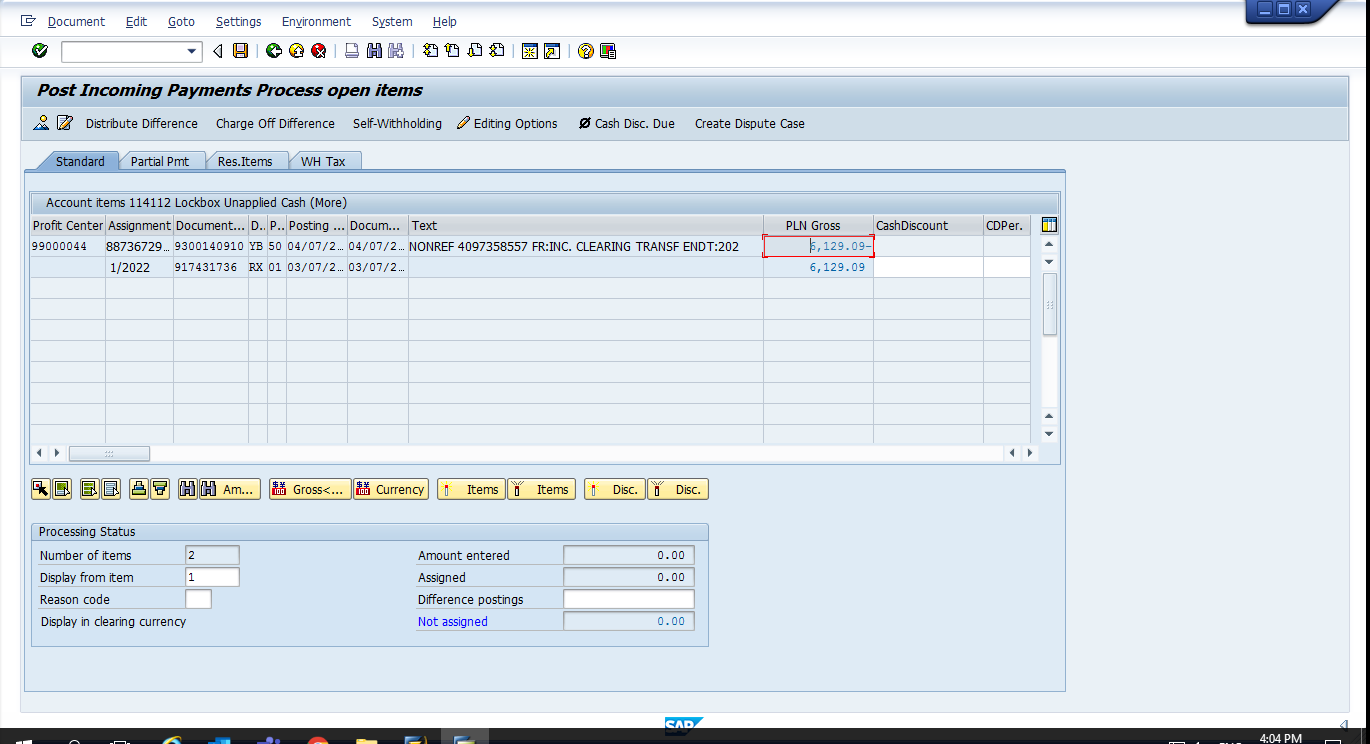 Document Edit Goto Settings Environment System Help
Post Incoming Payments Process open items
Distribute Difference Charge Off Difference Self-Withholding Editing Options Cash Disc. Due Create Dispute Case
Standard Partial Pmt Res.Items WH Tax
Account items 114112 Lockbox Unapplied Cash (More)
Profit Center Assignment Document... D.. P.. Posting ... Docum... Text PLN Gross CashDiscount CDPer.
99000044 88736729... 9300140910 YB 50 04/07/2... 04/07/2... NONREF 4097358557 FR:INC. CLEARING TRANSF ENDT:202 6,129.09-
1/2022 917431736 RX 01 03/07/2... 03/07/2... 6,129.09
Am... Gross<... Currency Items Items Disc. Disc.
Processing Status
Number of items 2 Amount entered 0.00
Display from item 1 Assigned 0.00
Reason code Difference postings
Display in clearing currency Not assigned 0.00
SAP
4:04 PM